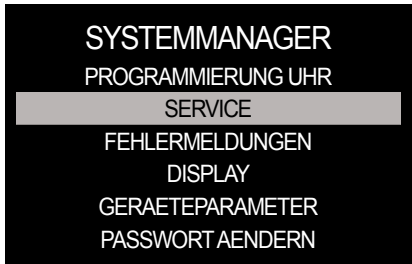 SYSTEMMANAGER
PROGRAMMIERUNG UHR
SERVICE
FEHLERMELDUNGEN
DISPLAY
GERAETEPARAMETER
PASSWORT AENDERN